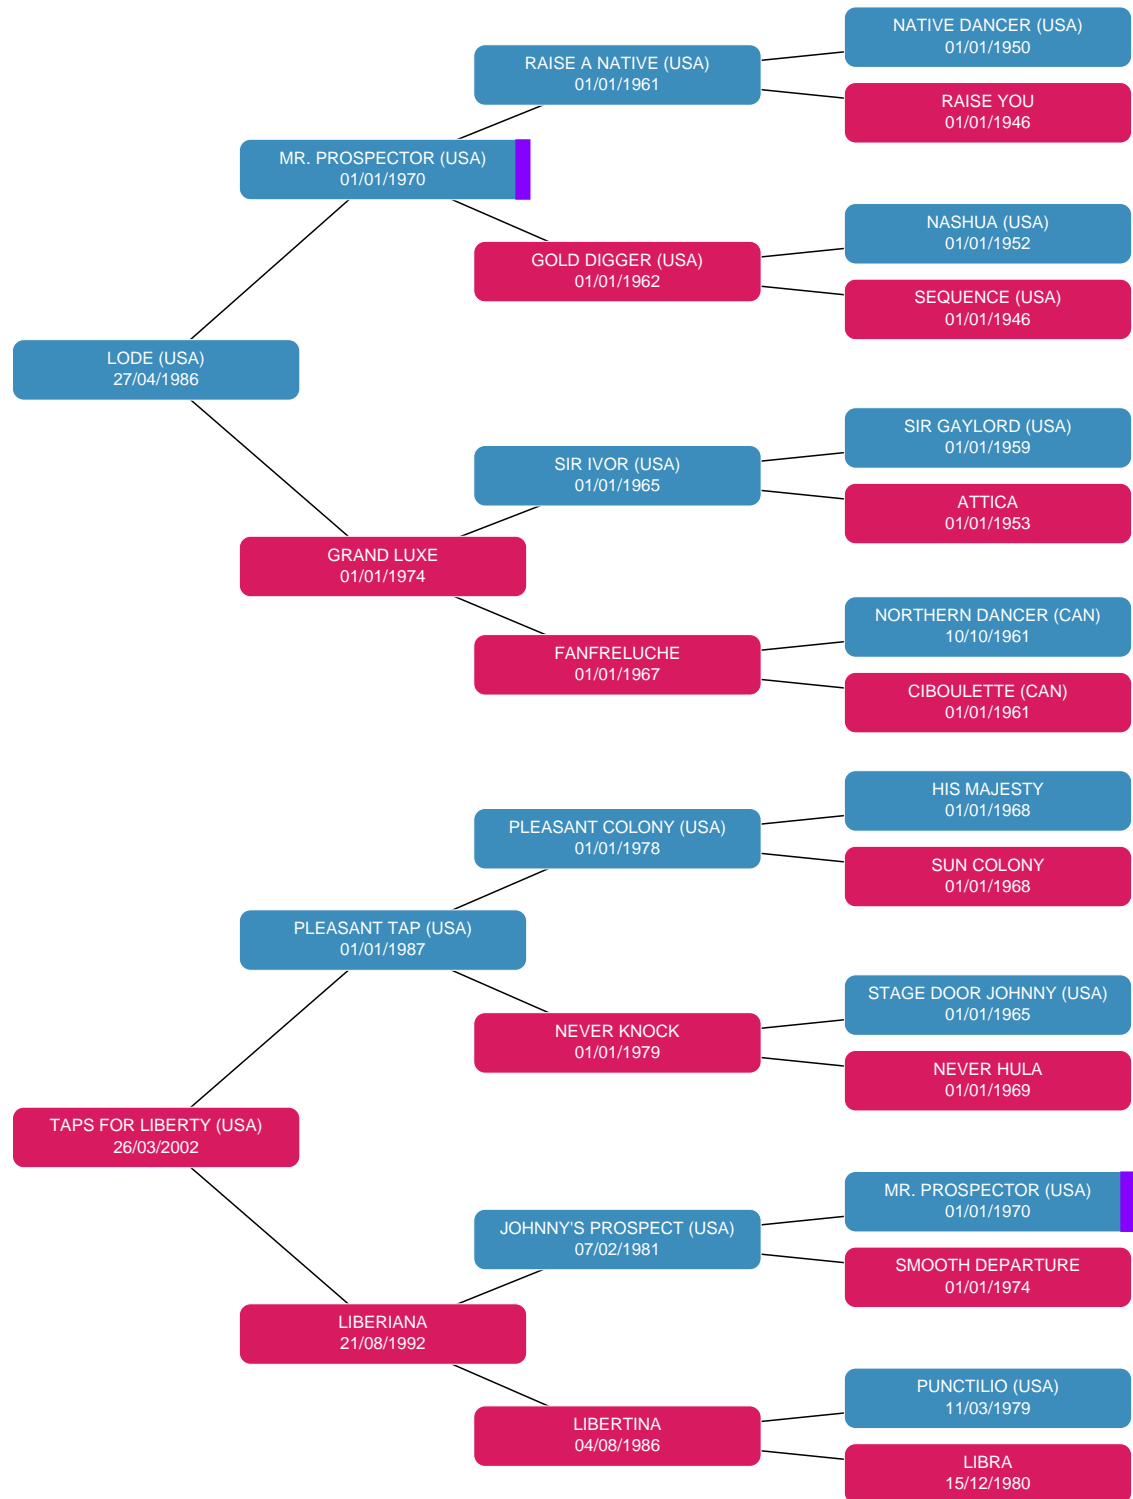 NATIVE DANCER (USA)
01/01/1950
RAISE A NATIVE (USA)
01/01/1961
RAISE YOU
01/01/1946
MR. PROSPECTOR (USA)
01/01/1970
NASHUA (USA)
01/01/1952
GOLD DIGGER (USA)
01/01/1962
SEQUENCE (USA)
01/01/1946
LODE (USA)
27/04/1986
SIR GAYLORD (USA)
01/01/1959
SIR IVOR (USA)
01/01/1965
ATTICA
01/01/1953
GRAND LUXE
01/01/1974
NORTHERN DANCER (CAN)
10/10/1961
FANFRELUCHE
01/01/1967
CIBOULETTE (CAN)
01/01/1961
HIS MAJESTY
01/01/1968
PLEASANT COLONY (USA)
01/01/1978
SUN COLONY
01/01/1968
PLEASANT TAP (USA)
01/01/1987
STAGE DOOR JOHNNY (USA)
01/01/1965
NEVER KNOCK
01/01/1979
NEVER HULA
01/01/1969
TAPS FOR LIBERTY (USA)
26/03/2002
MR. PROSPECTOR (USA)
01/01/1970
JOHNNY'S PROSPECT (USA)
07/02/1981
SMOOTH DEPARTURE
01/01/1974
LIBERIANA
21/08/1992
PUNCTILIO (USA)
11/03/1979
LIBERTINA
04/08/1986
LIBRA
15/12/1980